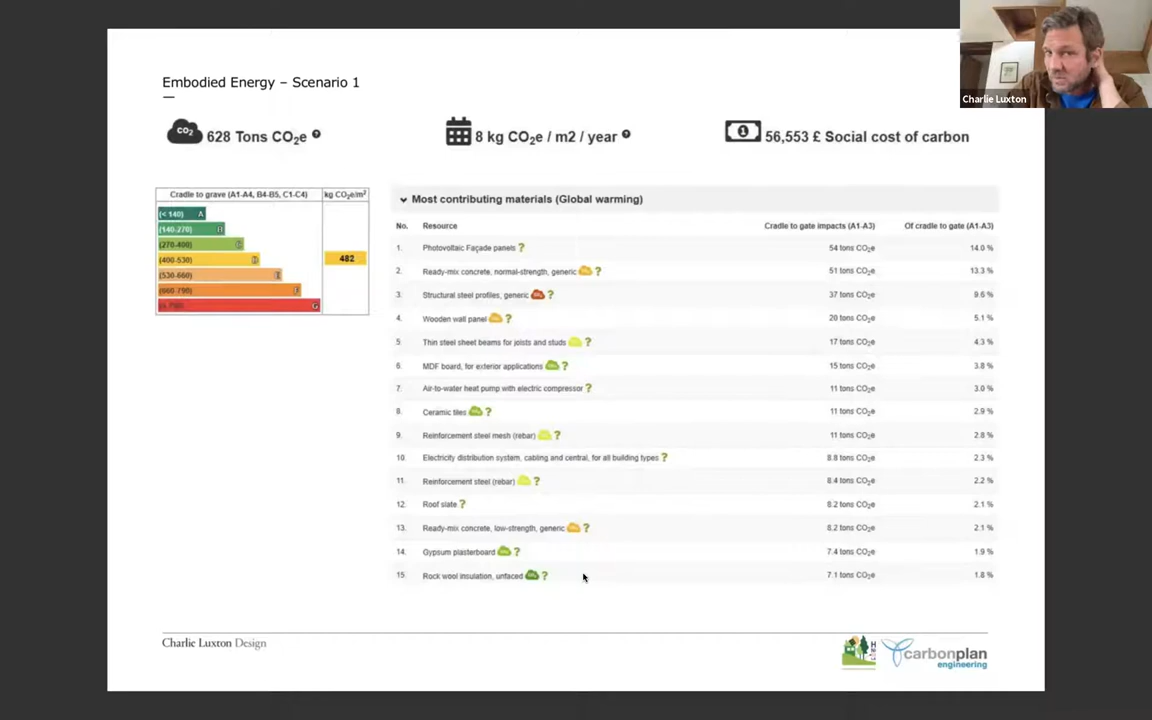 Charlie Luxton
Embodied Energy – Scenario 1
CO2 628 Tons CO₂e ?
8 kg CO₂e / m2 / year ?
1 56,553 £ Social cost of carbon
Cradle to grave (A1-A4, B4-B5, C1-C4) kg CO₂e/m²
(< 140) A
(140-270) B
(270-400) C
(400-530) D 482
(530-660) E
(660-790) F
G
Most contributing materials (Global warming)
No. Resource Cradle to gate impacts (A1-A3) Of cradle to gate (A1-A3)
1. Photovoltaic Façade panels ? 54 tons CO₂e 14.0 %
2. Ready-mix concrete, normal-strength, generic ? 51 tons CO₂e 13.3 %
3. Structural steel profiles, generic ? 37 tons CO₂e 9.6 %
4. Wooden wall panel ? 20 tons CO₂e 5.1 %
5. Thin steel sheet beams for joists and studs ? 17 tons CO₂e 4.3 %
6. MDF board, for exterior applications ? 15 tons CO₂e 3.8 %
7. Air-to-water heat pump with electric compressor ? 11 tons CO₂e 3.0 %
8. Ceramic tiles ? 11 tons CO₂e 2.9 %
9. Reinforcement steel mesh (rebar) ? 11 tons CO₂e 2.8 %
10. Electricity distribution system, cabling and central, for all building types ? 8.8 tons CO₂e 2.3 %
11. Reinforcement steel (rebar) ? 8.4 tons CO₂e 2.2 %
12. Roof slate ? 8.2 tons CO₂e 2.1 %
13. Ready-mix concrete, low-strength, generic ? 8.2 tons CO₂e 2.1 %
14. Gypsum plasterboard ? 7.4 tons CO₂e 1.9 %
15. Rock wool insulation, unfaced ? 7.1 tons CO₂e 1.8 %
Charlie Luxton Design
carbonplan
engineering